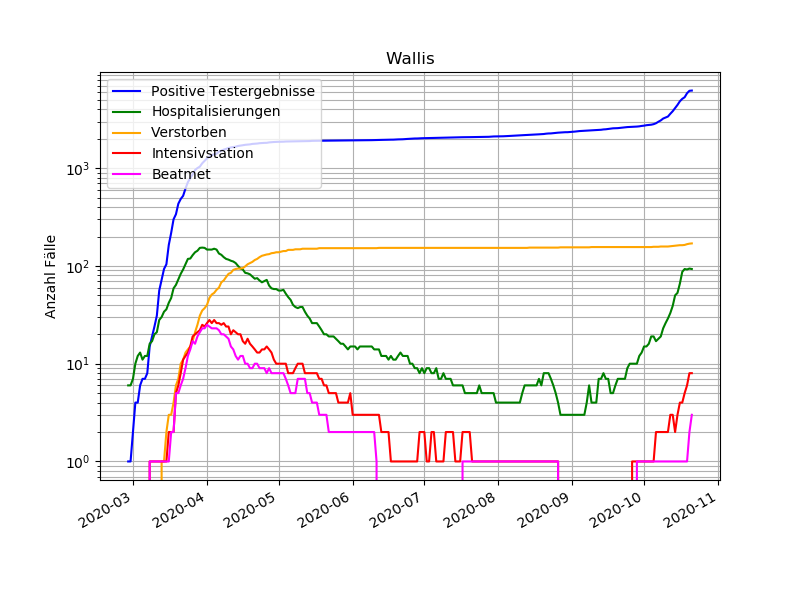 Wallis
Positive Testergebnisse
Hospitalisierungen
Verstorben
Intensivstation
Beatmet
Anzahl Fälle
10³
10²
10¹
10⁰
2020-03
2020-04
2020-05
2020-06
2020-07
2020-08
2020-09
2020-10
2020-11